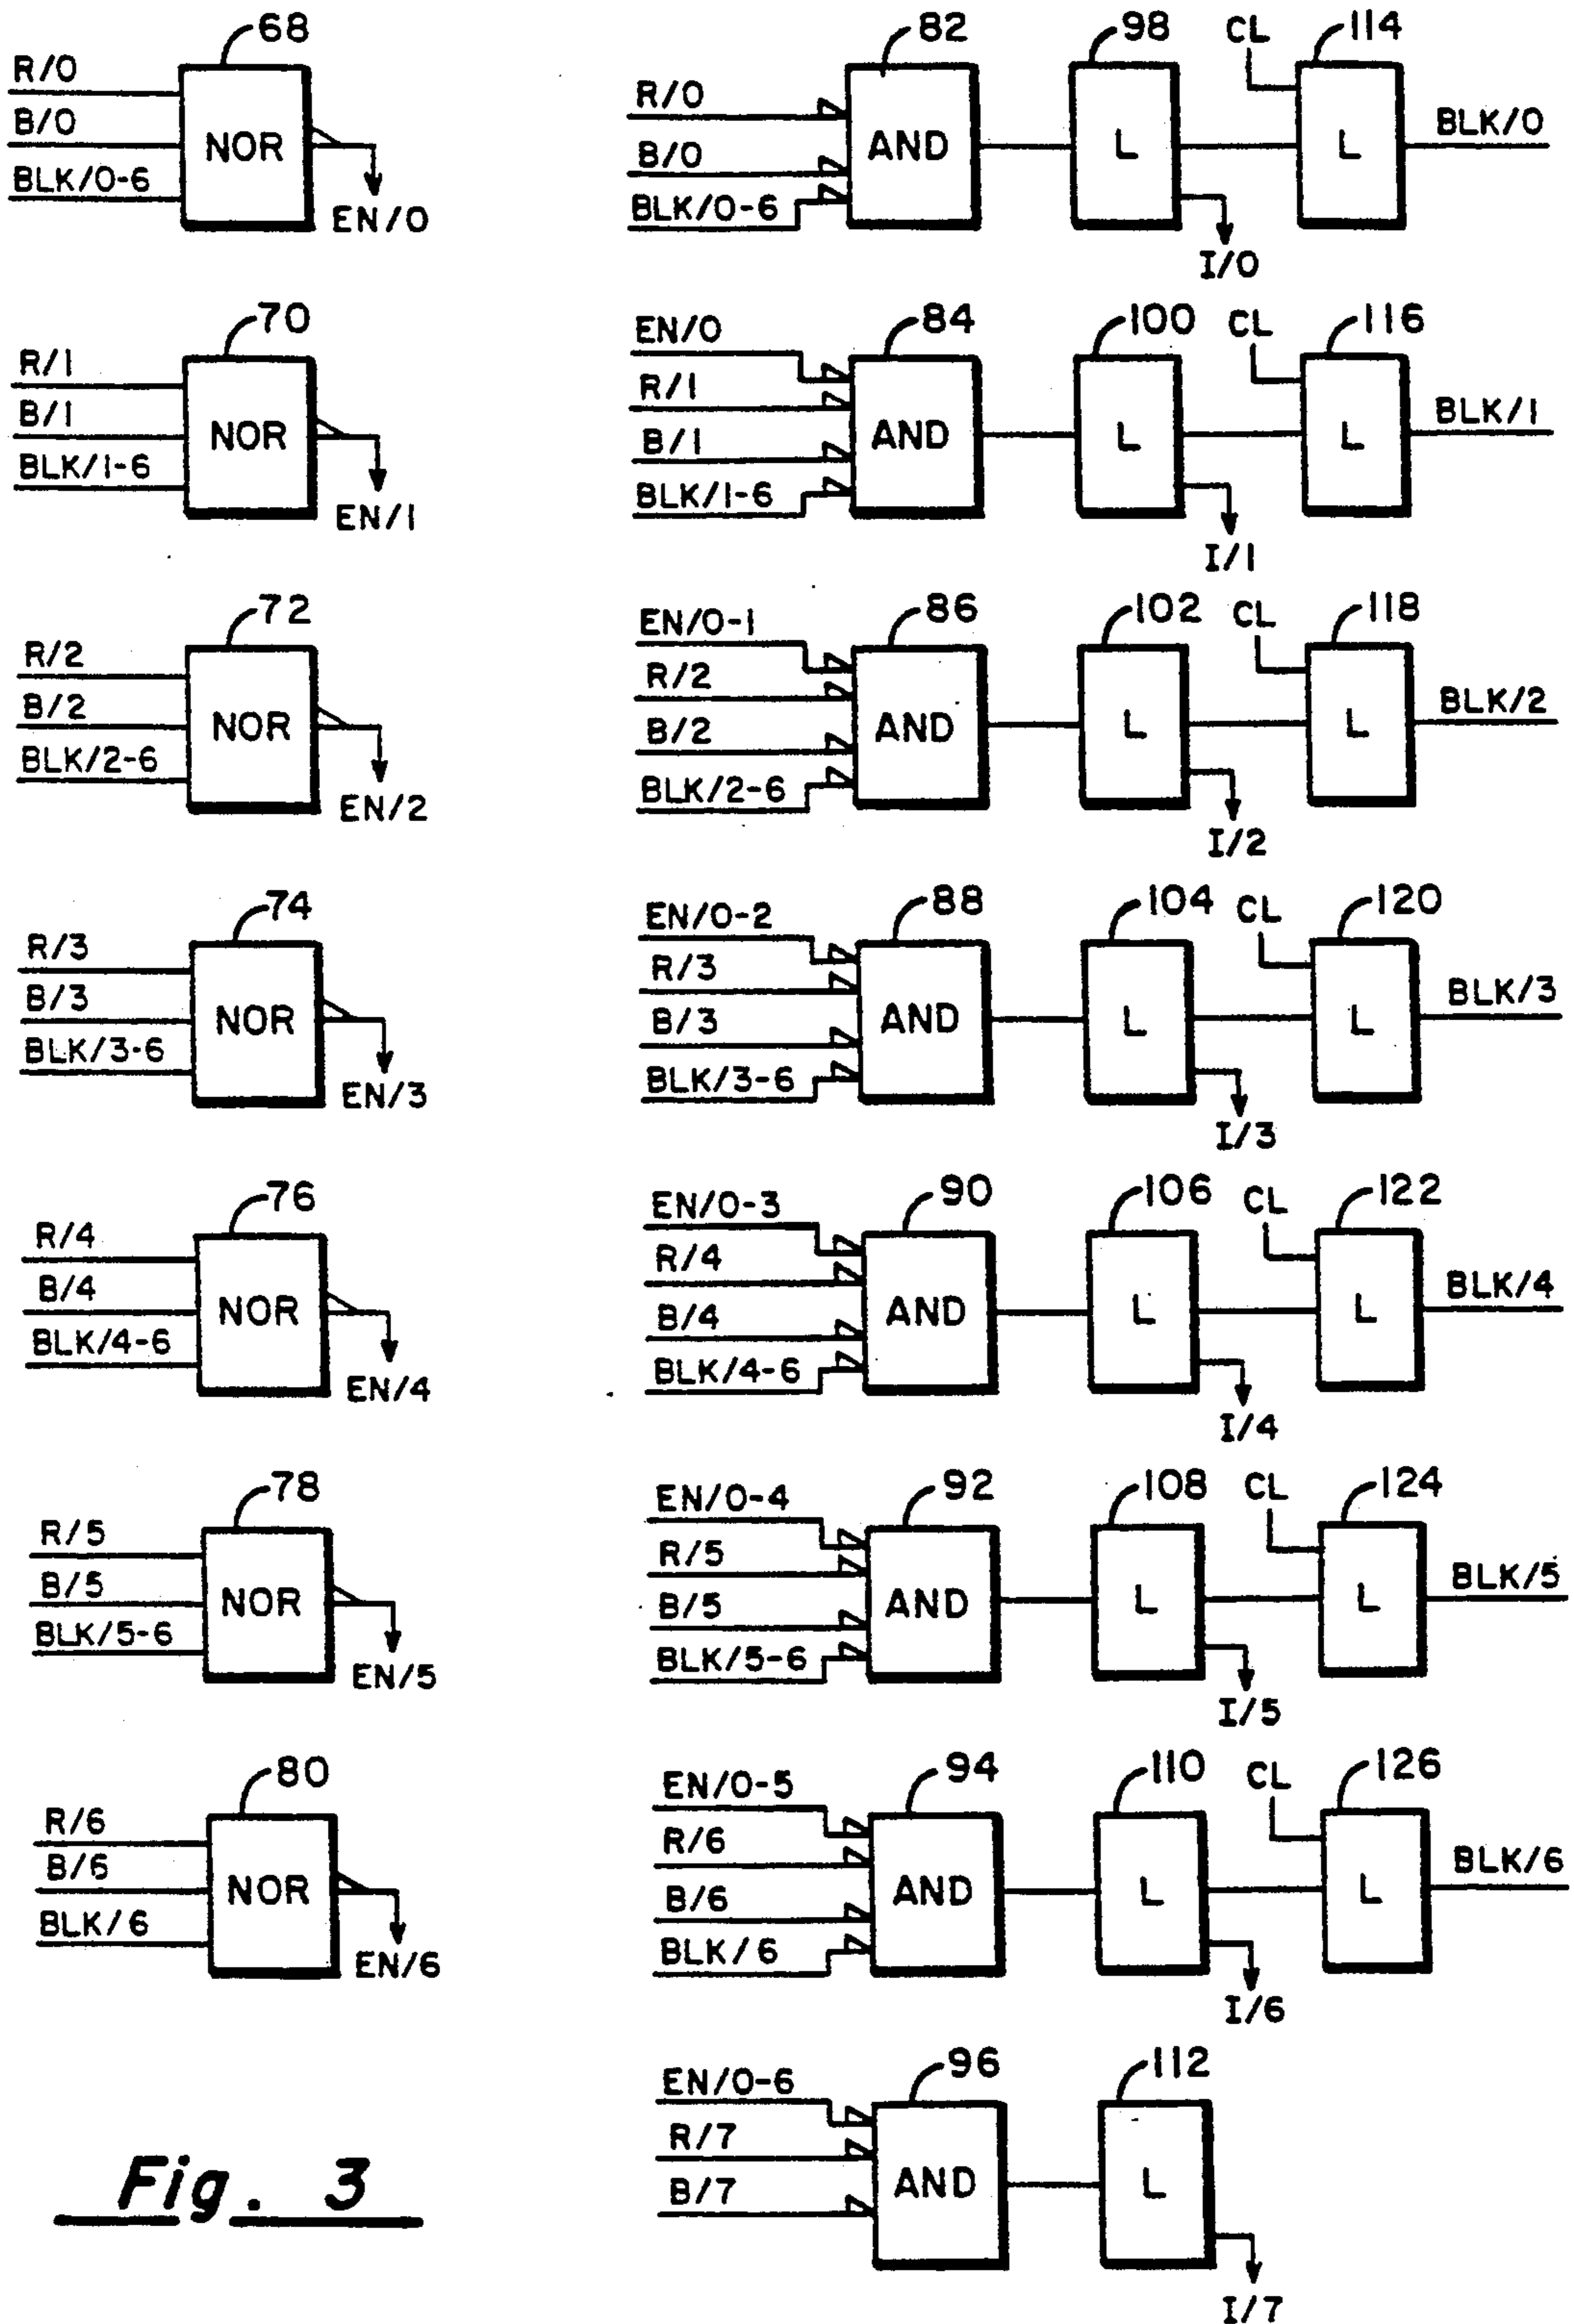 68
R/0
B/0
BLK/0-6
NOR
EN/0
82
R/0
B/0
BLK/0-6
AND
98
L
I/0
CL
114
L
BLK/0
70
R/1
B/1
BLK/1-6
NOR
EN/1
EN/0
84
R/1
B/1
BLK/1-6
AND
100
L
I/1
CL
116
L
BLK/1
72
R/2
B/2
BLK/2-6
NOR
EN/2
EN/0-1
86
R/2
B/2
BLK/2-6
AND
102
L
I/2
CL
118
L
BLK/2
74
R/3
B/3
BLK/3-6
NOR
EN/3
EN/0-2
88
R/3
B/3
BLK/3-6
AND
104
L
I/3
CL
120
L
BLK/3
76
R/4
B/4
BLK/4-6
NOR
EN/4
EN/0-3
90
R/4
B/4
BLK/4-6
AND
106
L
I/4
CL
122
L
BLK/4
78
R/5
B/5
BLK/5-6
NOR
EN/5
EN/0-4
92
R/5
B/5
BLK/5-6
AND
108
L
I/5
CL
124
L
BLK/5
80
R/6
B/6
BLK/6
NOR
EN/6
EN/0-5
94
R/6
B/6
BLK/6
AND
110
L
I/6
CL
126
L
BLK/6
EN/0-6
96
R/7
B/7
AND
112
L
I/7
Fig. 3